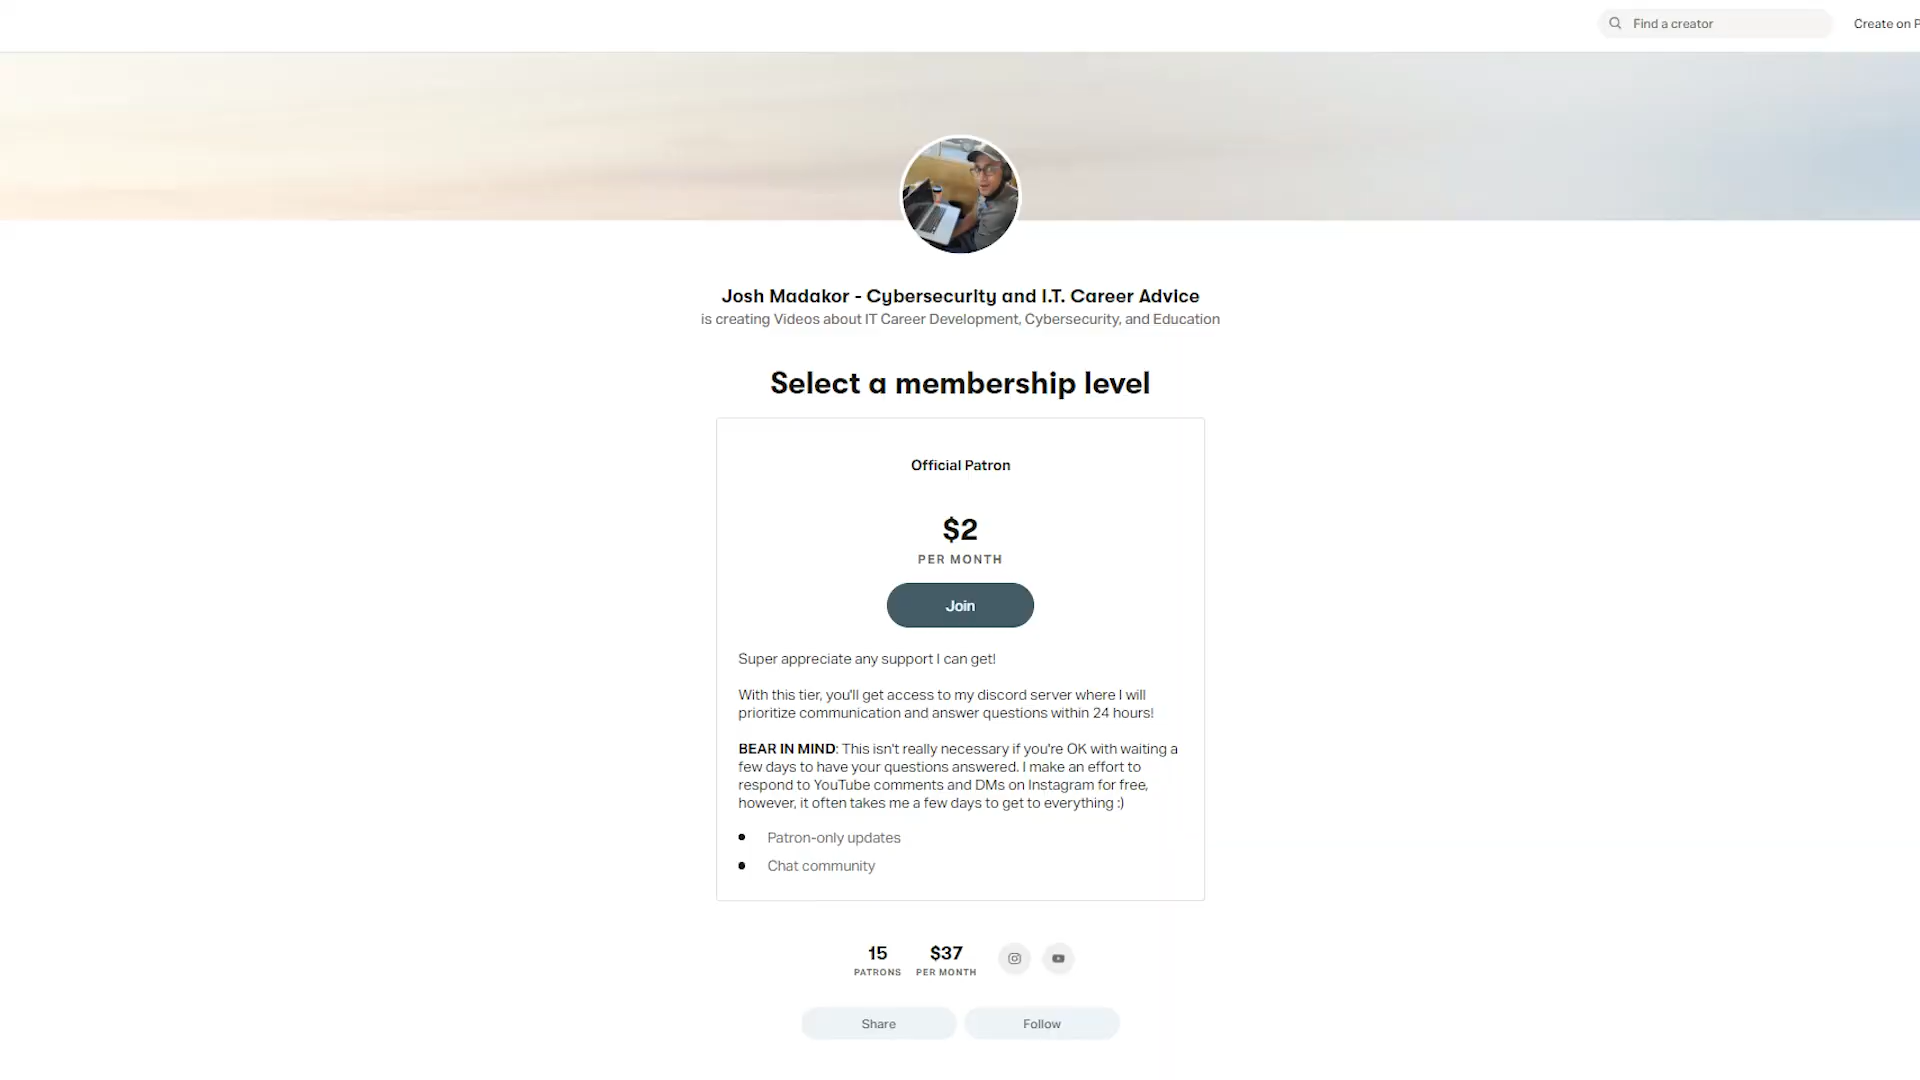 Find a creator
Create on P
Josh Madakor - Cybersecurity and I.T. Career Advice
is creating Videos about IT Career Development, Cybersecurity, and Education
Select a membership level
Official Patron
$2
PER MONTH
Join
Super appreciate any support I can get!
With this tier, you'll get access to my discord server where I will
prioritize communication and answer questions within 24 hours!
BEAR IN MIND: This isn't really necessary if you're OK with waiting a
few days to have your questions answered. I make an effort to
respond to YouTube comments and DMs on Instagram for free,
however, it often takes me a few days to get to everything :)
Patron-only updates
Chat community
15 $37
PATRONS PER MONTH
Share Follow